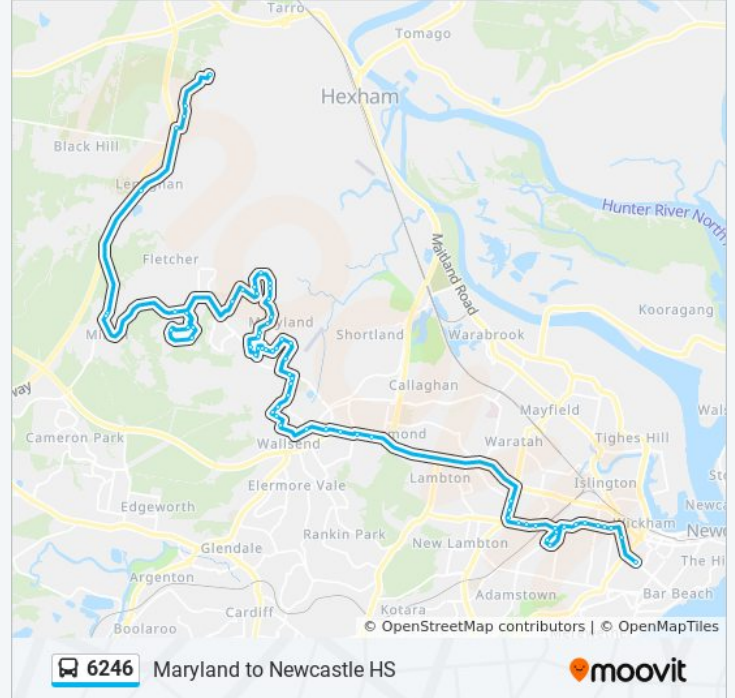 Tarro
Tomago
Hexham
Black Hill
Hunter River North
Maitland Road
Fletcher
Kooragang
Maryland
Shortland
Warabrook
Callaghan
way
Mayfield
Cameron Park
Wallsend
Waratah
Tighes Hill
Lambton
Islington
Elermore Vale
Edgeworth
Rankin Park
New Lambton
Wickham
Glendale
The Hi
Argenton
Adamstown
Bar Beach
Cardiff
Kotara
Boolaroo
© OpenStreetMap contributors | © OpenMapTiles
6246 Maryland to Newcastle HS
moovit